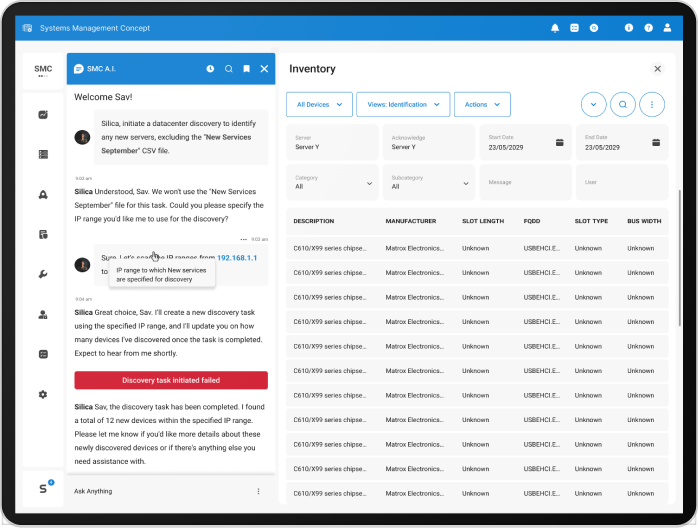 Systems Management Concept
SMC
SMC A.I.
Welcome Sav!
Silica, initiate a datacenter discovery to identify
any new servers, excluding the "New Services
September" CSV file.
9:03 am
Silica Understood, Sav. We won't use the "New Services
September" file for this task. Could you please specify the
IP range you'd like me to use for the discovery?
9:03 am
Sure, Let's scan the IP ranges from 192.168.1.1
to
IP range to which New services
are specified for discovery
9:04 am
Silica Great choice, Sav. I'll create a new discovery task
using the specified IP range, and I'll update you on how
many devices I've discovered once the task is completed.
Expect to hear from me shortly.
Discovery task initiated failed
Silica Sav, the discovery task has been completed. I found
a total of 12 new devices within the specified IP range.
Please let me know if you'd like more details about these
newly discovered devices or if there's anything else you
need assistance with.
S
Ask Anything
Inventory
All Devices
Views: Identification
Actions
Server
Server Y
Acknowledge
Server Y
Start Date
23/05/2029
End Date
23/05/2029
Category
All
Subcategory
All
Message
User
DESCRIPTION MANUFACTURER SLOT LENGTH FQDD SLOT TYPE BUS WIDTH
C610/X99 series chipse... Matrox Electronics... Unknown USBEHCI.E... Unknown Unknown
C610/X99 series chipse... Matrox Electronics... Unknown USBEHCI.E... Unknown Unknown
C610/X99 series chipse... Matrox Electronics... Unknown USBEHCI.E... Unknown Unknown
C610/X99 series chipse... Matrox Electronics... Unknown USBEHCI.E... Unknown Unknown
C610/X99 series chipse... Matrox Electronics... Unknown USBEHCI.E... Unknown Unknown
C610/X99 series chipse... Matrox Electronics... Unknown USBEHCI.E... Unknown Unknown
C610/X99 series chipse... Matrox Electronics... Unknown USBEHCI.E... Unknown Unknown
C610/X99 series chipse... Matrox Electronics... Unknown USBEHCI.E... Unknown Unknown
C610/X99 series chipse... Matrox Electronics... Unknown USBEHCI.E... Unknown Unknown
C610/X99 series chipse... Matrox Electronics... Unknown USBEHCI.E... Unknown Unknown
C610/X99 series chipse... Matrox Electronics... Unknown USBEHCI.E... Unknown Unknown